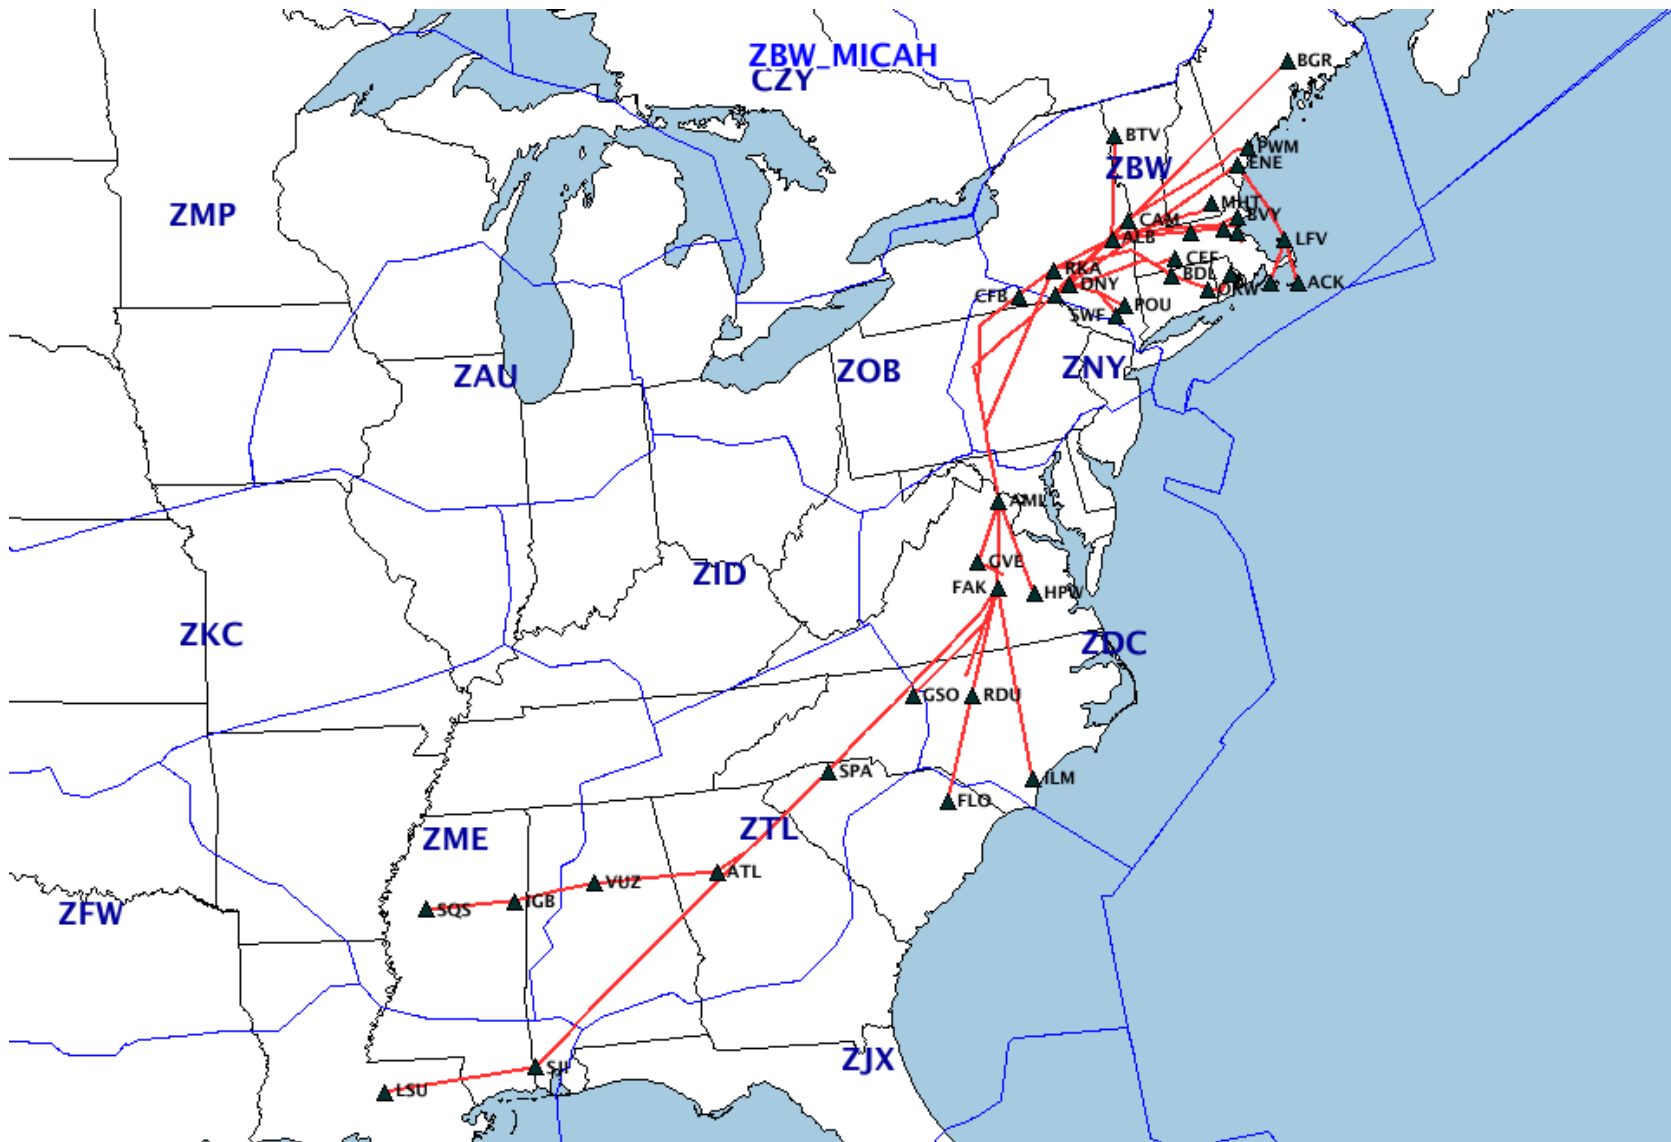 ZBW_MICAH
CZY
BGR
BTV
PWM
ENE
ZBW
ZMP
MHT
BVY
CAM
ALB
LFV
CEF
RKA
BDL
DNY
ORW
ACK
CFB
POU
SWF
ZAU
ZOB
ZNY
AML
GVE
ZID
FAK
HPW
ZKC
ZDC
GSO
RDU
SPA
ILM
FLO
ZME
ZTL
ATL
VUZ
IGB
SQS
ZFW
SJI
ZJX
LSU